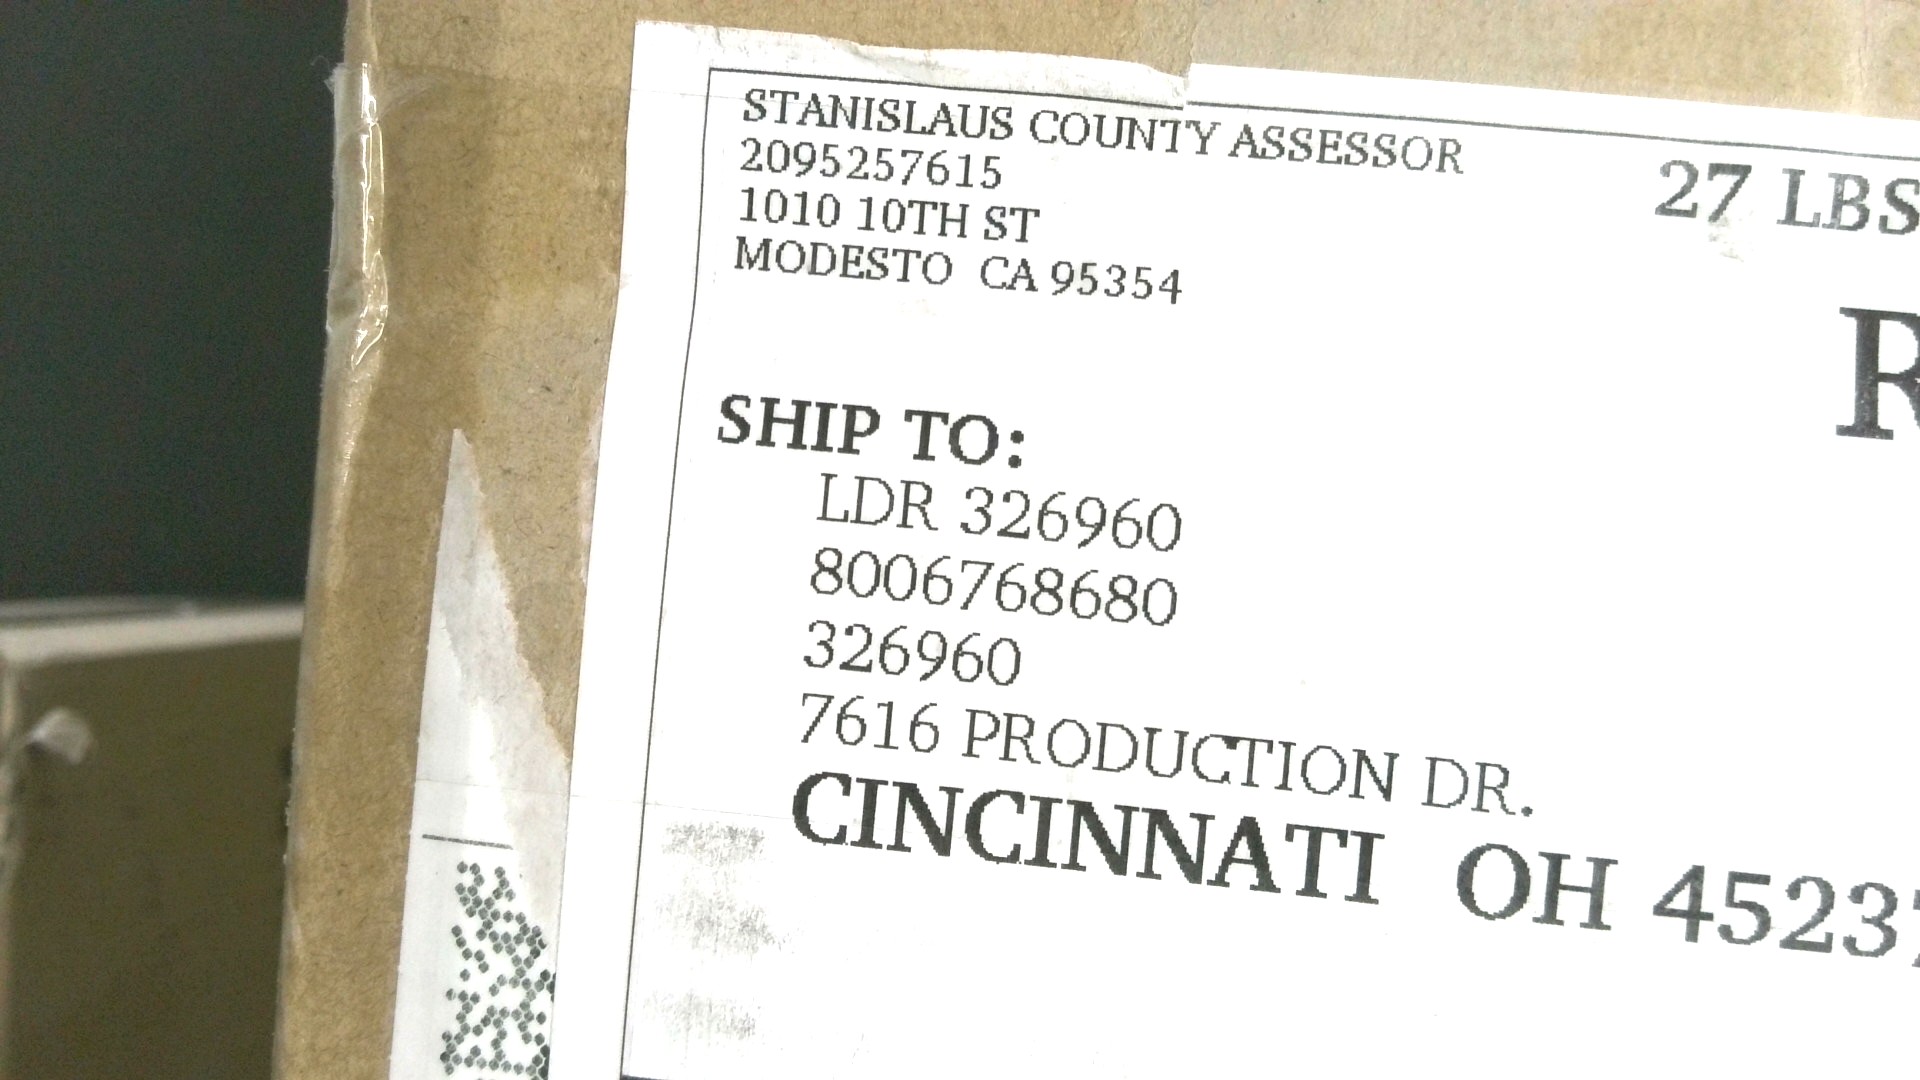 STANISLAUS COUNTY ASSESSOR
2095257615
1010 10TH ST
MODESTO CA 95354
27 LBS
R
SHIP TO:
LDR 326960
8006768680
326960
7616 PRODUCTION DR.
CINCINNATI OH 45237